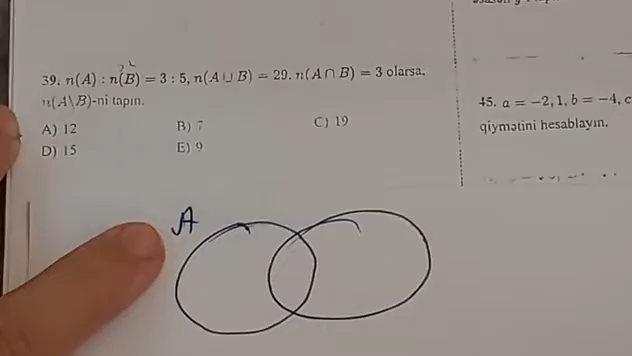 39. n(A) : n(B) = 3 : 5, n(A ∪ B) = 29, n(A ∩ B) = 3 olarsa,
n(A\B)-ni tapın.
A) 12 B) 7 C) 19
D) 15 E) 9
45. a = −2,1, b = −4, c
qiymətini hesablayın.
A